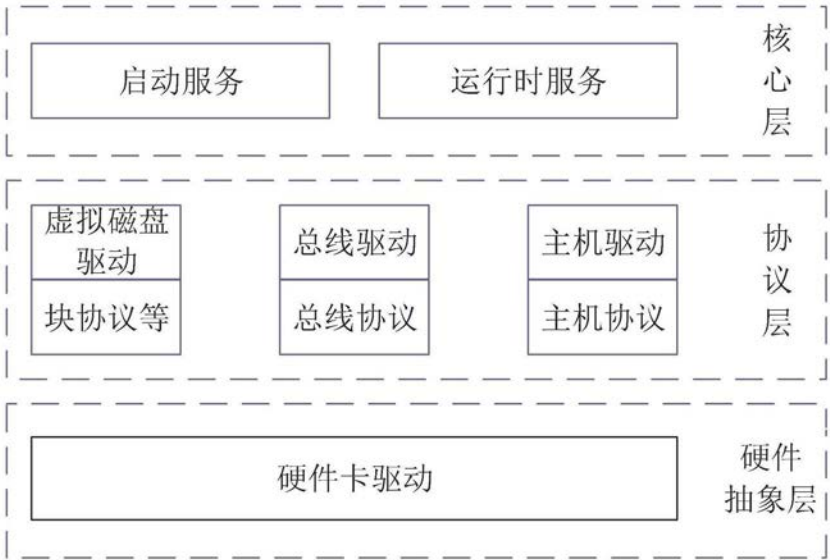 启动服务
运行时服务
核心层
虚拟磁盘
驱动
总线驱动
主机驱动
块协议等
总线协议
主机协议
协议层
硬件卡驱动
硬件
抽象层